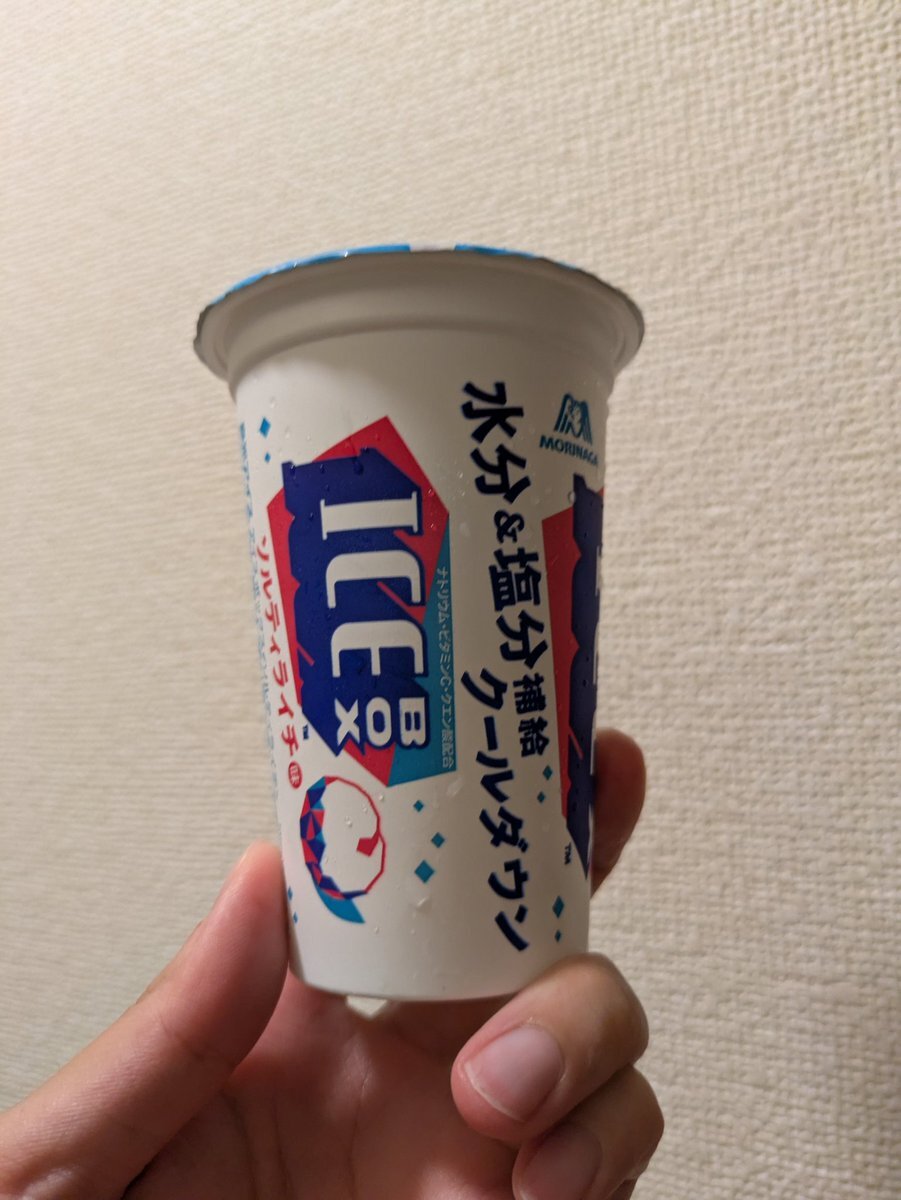 水分&塩分補給
クールダウン
MORINAGA
ICE
BOX
TM
ナトリウム・ビタミンC・クエン酸配合
ソルティライチ味
TM